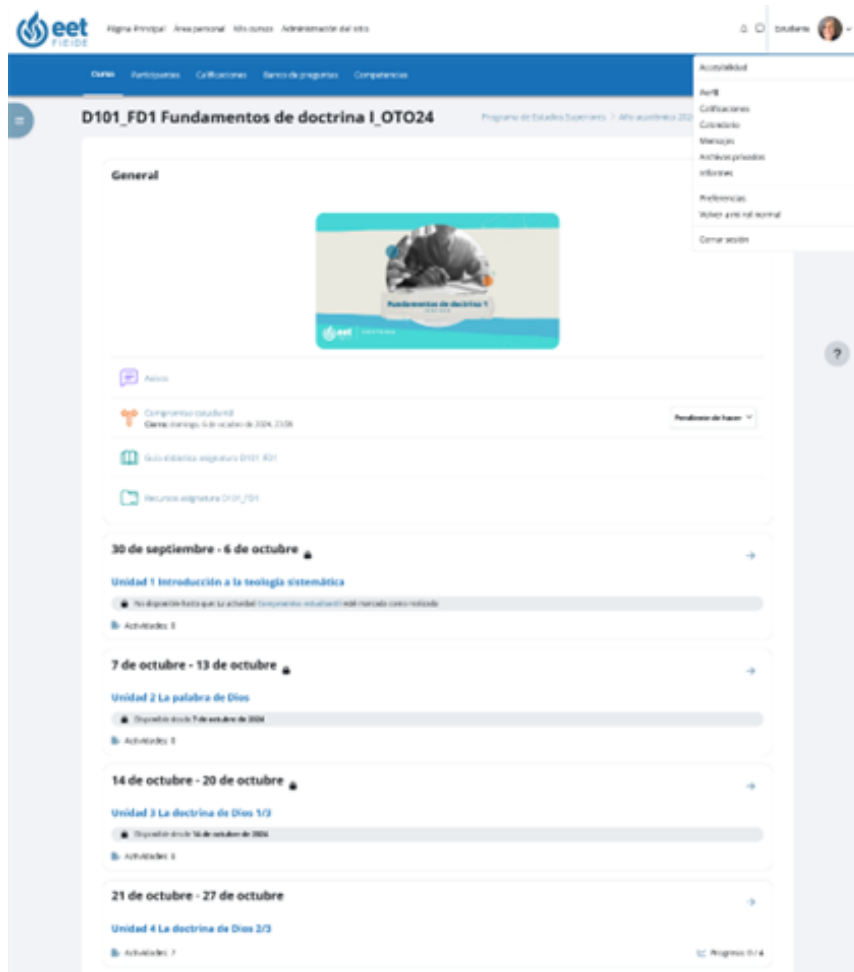 eet
FIEIDE
Página Principal Área personal Mis cursos Administración del sitio
Estudiante
Curso Participantes Calificaciones Banco de preguntas Competencias
Accesibilidad
Perfil
Calificaciones
Calendario
Mensajes
Archivos privados
Informes
Preferencias
Volver a mi rol normal
Cerrar sesión
D101_FD1 Fundamentos de doctrina I_OTO24
Programa de Estudios Superiores > Año académico 202
General
Fundamentos de doctrina 1
eet
Avisos
Compromiso estudiantil
Cierre: domingo, 6 de octubre de 2024, 23:59
Pendiente de hacer
Guía didáctica asignatura D101_FD1
Recursos asignatura D101_FD1
?
30 de septiembre - 6 de octubre
Unidad 1 Introducción a la teología sistemática
No disponible hasta que: La actividad Compromiso estudiantil esté marcada como realizada
Actividades: 8
7 de octubre - 13 de octubre
Unidad 2 La palabra de Dios
Disponible desde 7 de octubre de 2024
Actividades: 8
14 de octubre - 20 de octubre
Unidad 3 La doctrina de Dios 1/3
Disponible desde 14 de octubre de 2024
Actividades: 8
21 de octubre - 27 de octubre
Unidad 4 La doctrina de Dios 2/3
Actividades: 7
Progreso: 0 / 4